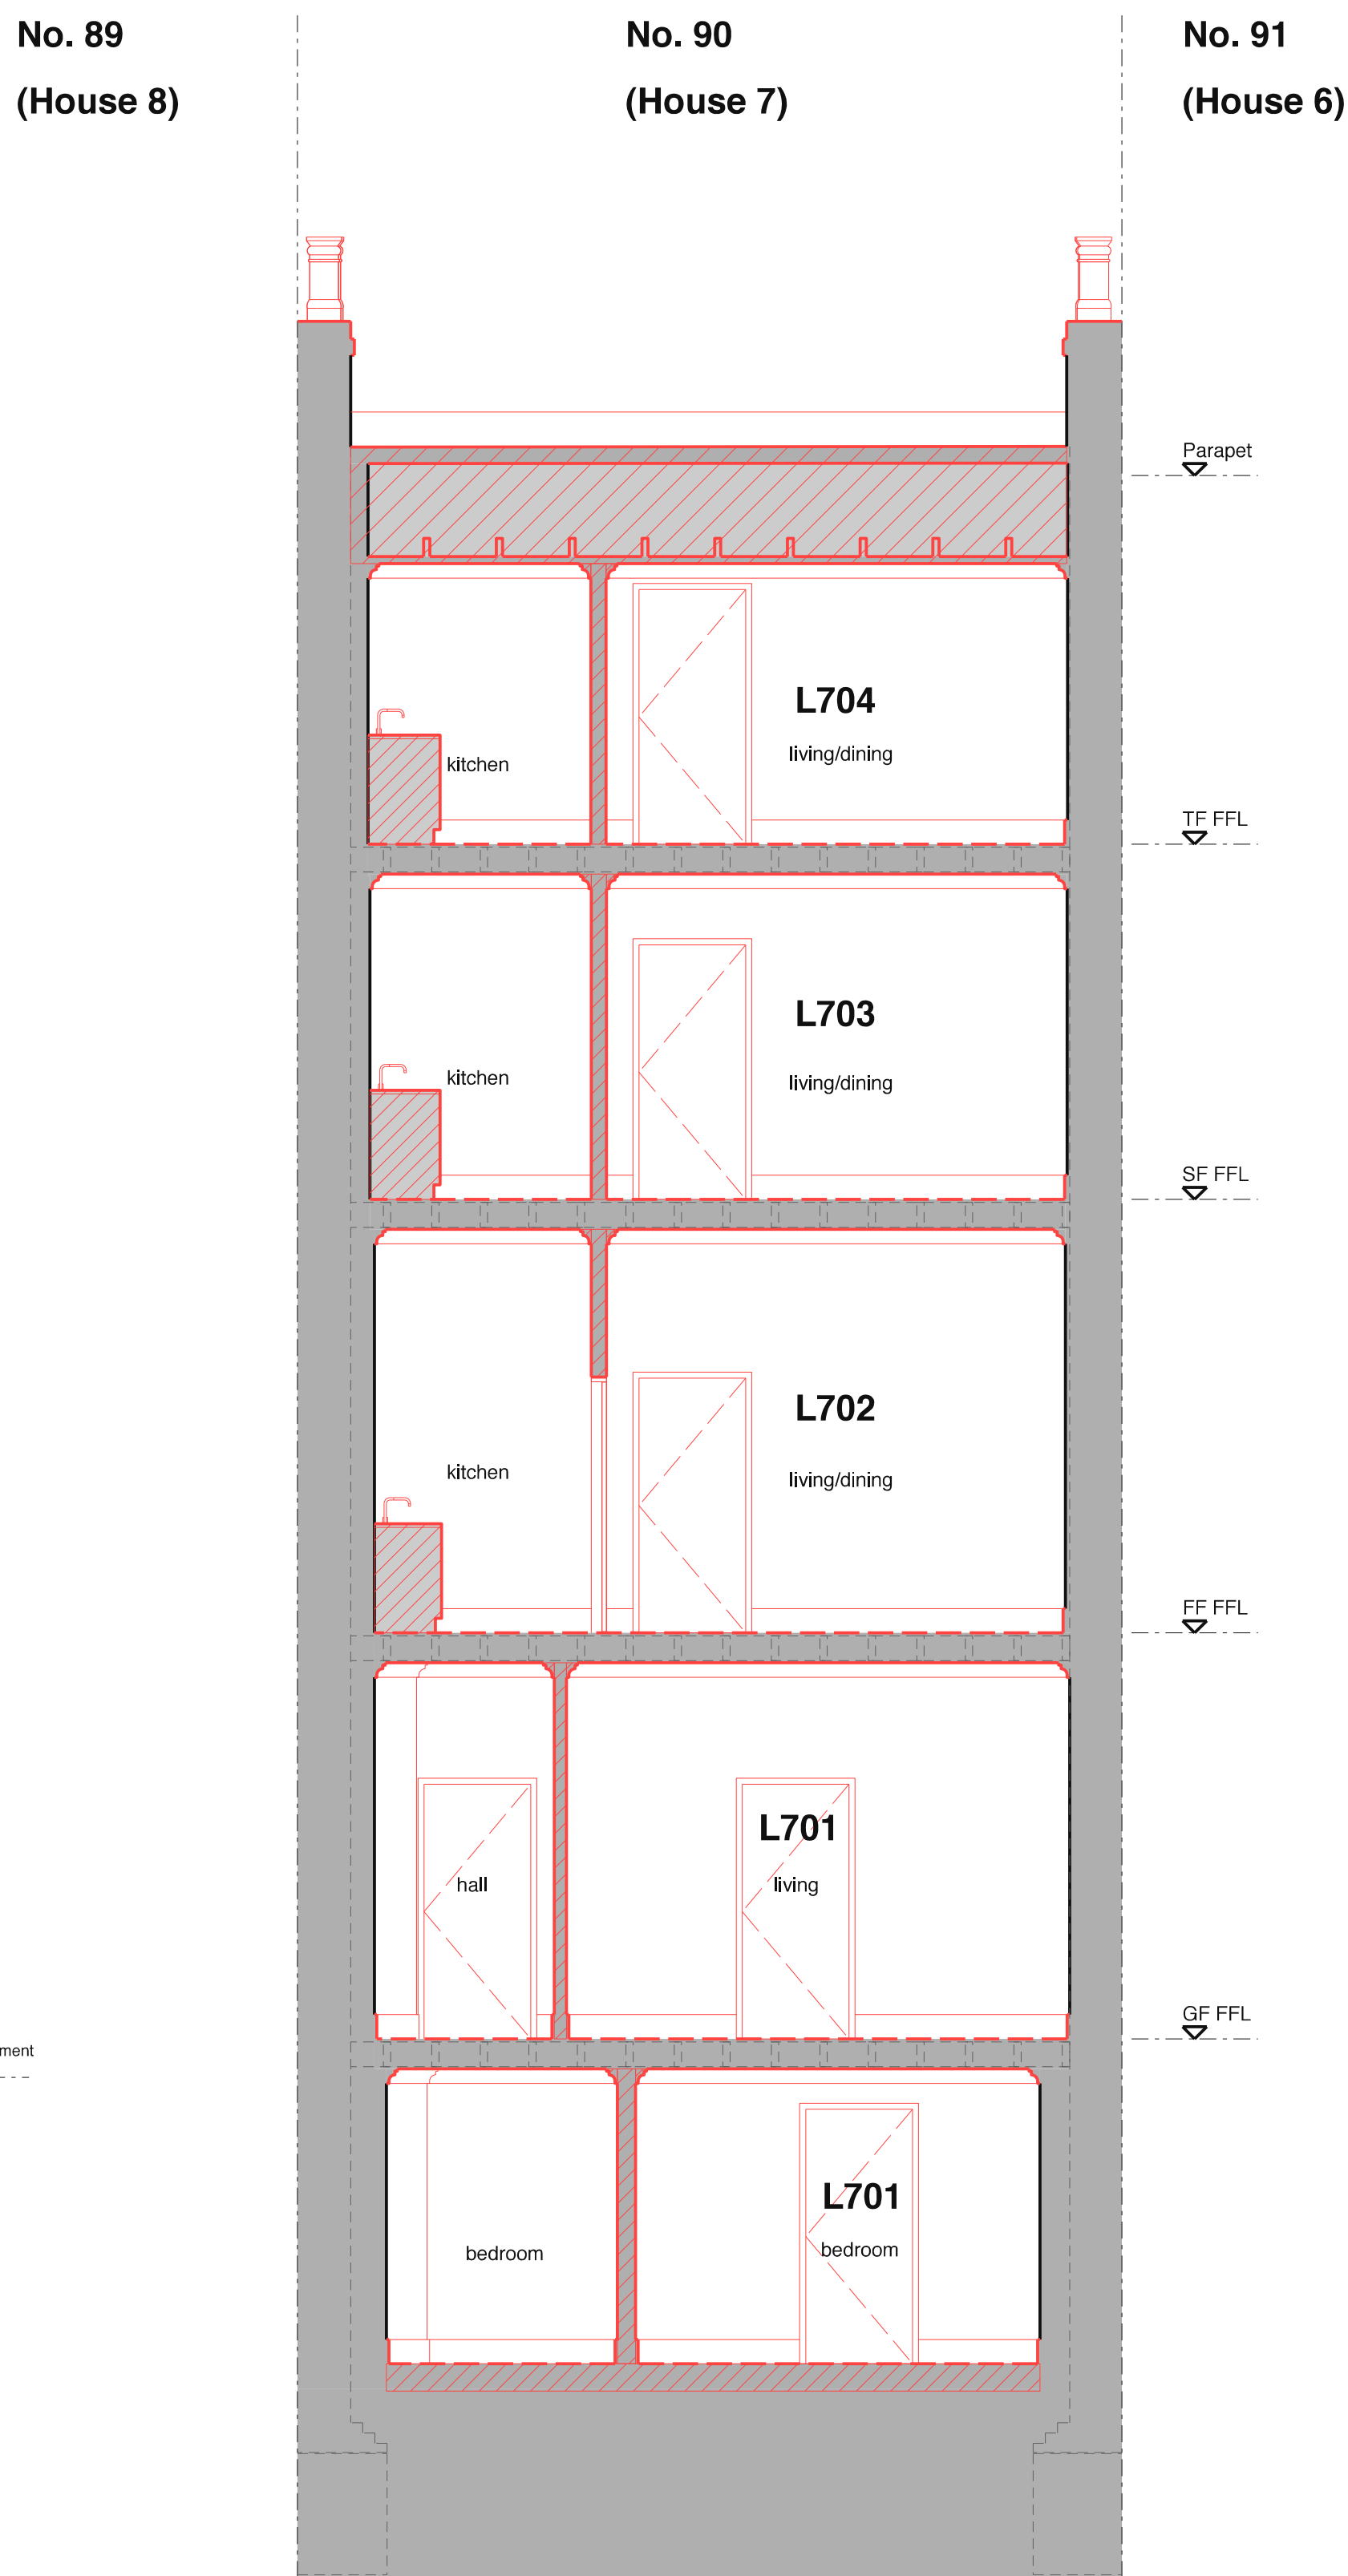 No. 89
(House 8)
No. 90
(House 7)
No. 91
(House 6)
Parapet
L704
kitchen
living/dining
TF FFL
L703
kitchen
living/dining
SF FFL
L702
kitchen
living/dining
FF FFL
L701
hall
living
GF FFL
ment
L701
bedroom
bedroom